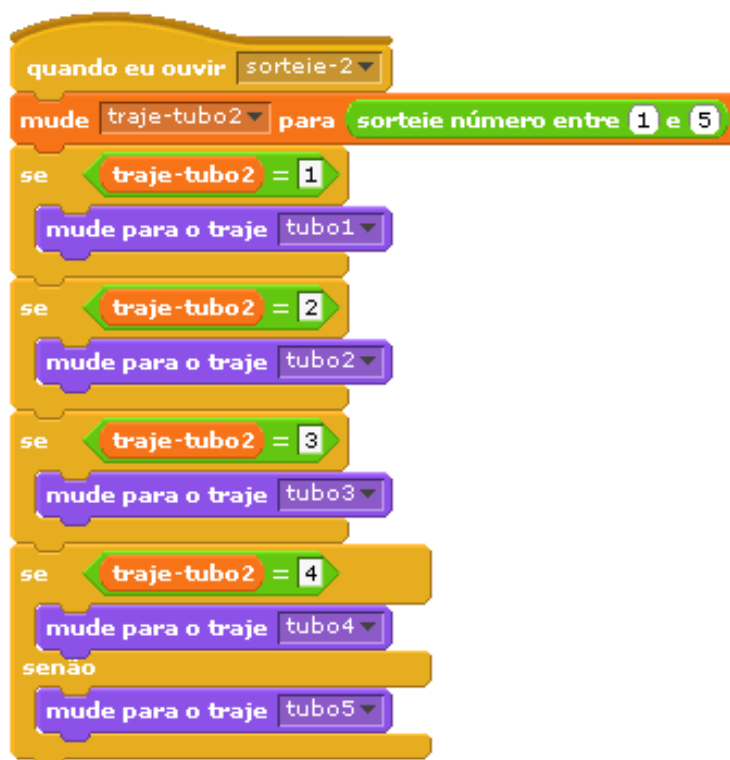 quando eu ouvir sorteie-2
mude traje-tubo2 para sorteie número entre 1 e 5
se traje-tubo2 = 1
mude para o traje tubo1
se traje-tubo2 = 2
mude para o traje tubo2
se traje-tubo2 = 3
mude para o traje tubo3
se traje-tubo2 = 4
mude para o traje tubo4
senão
mude para o traje tubo5